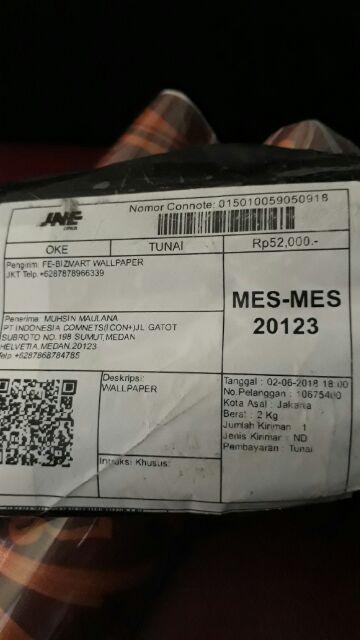 JNE
EXPRESS
Nomor Connote: 015010059050918
OKE
TUNAI
Rp52,000.-
Pengirim: FE-BIZMART WALLPAPER
JKT Telp. +6287878966339
MES-MES
20123
Penerima: MUHSIN MAULANA
PT INDONESIA COMNETS(ICON+)JL GATOT
SUBROTO NO.198 SUMUT,MEDAN
HELVETIA,MEDAN,20123
Telp +6287868784785
Deskripsi:
WALLPAPER
Intruksi Khusus:
Tanggal : 02-06-2018 18:00
No.Pelanggan : 10675400
Kota Asal : Jakarta
Berat : 2 Kg
Jumlah Kiriman : 1
Jenis Kiriman : ND
Pembayaran : Tunai